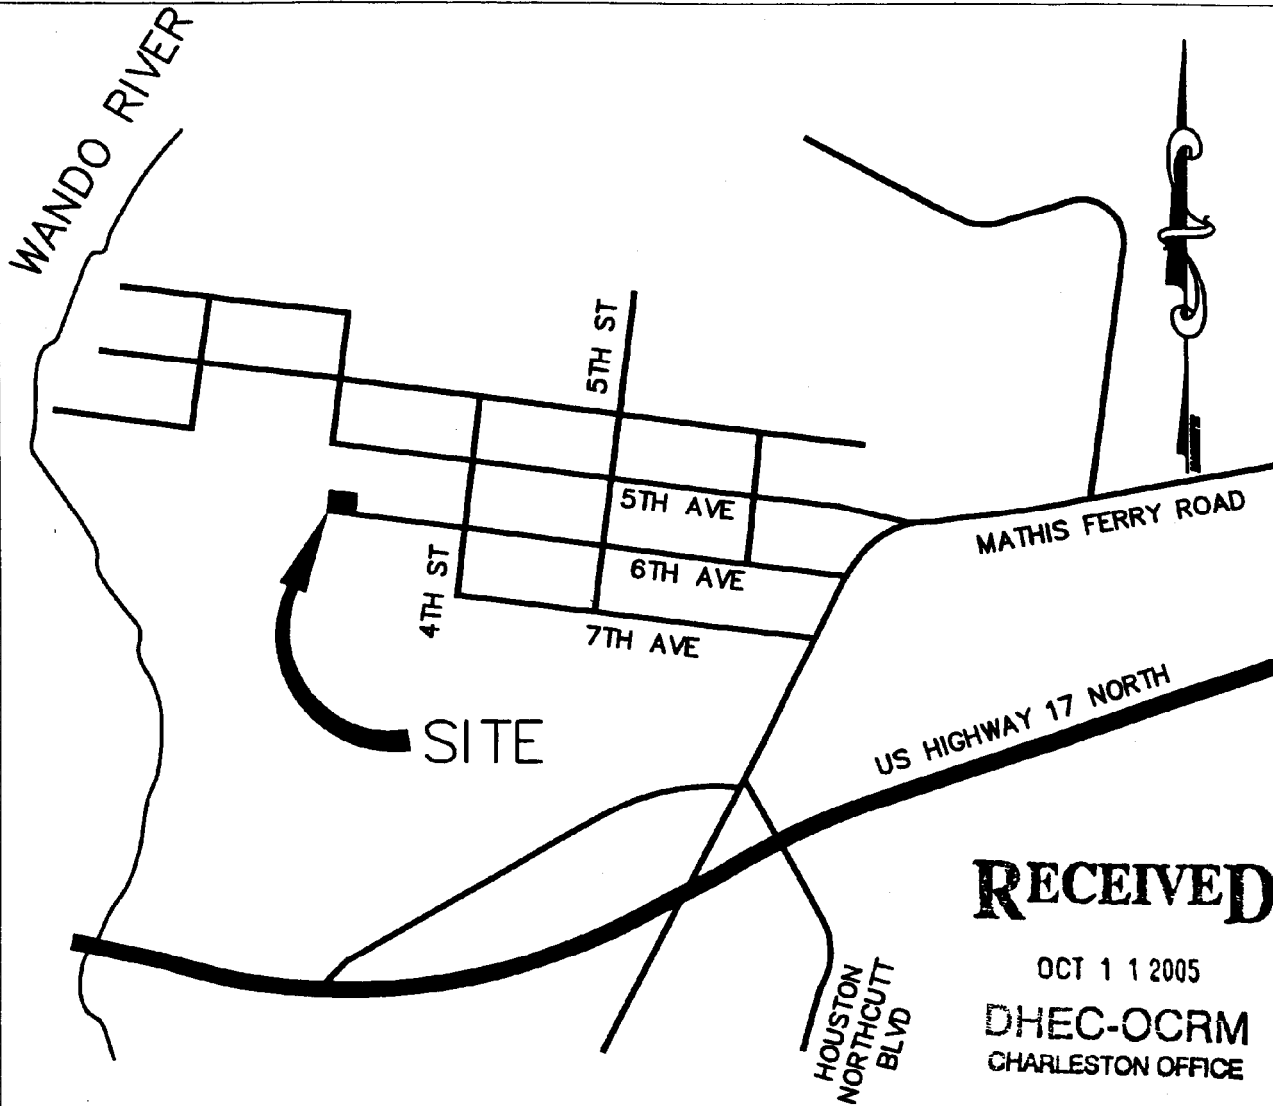 WANDO RIVER
5TH ST
5TH AVE
MATHIS FERRY ROAD
6TH AVE
4TH ST
7TH AVE
US HIGHWAY 17 NORTH
SITE
RECEIVED
OCT 1 1 2005
DHEC-OCRM
CHARLESTON OFFICE
HOUSTON
NORTHCUTT
BLVD